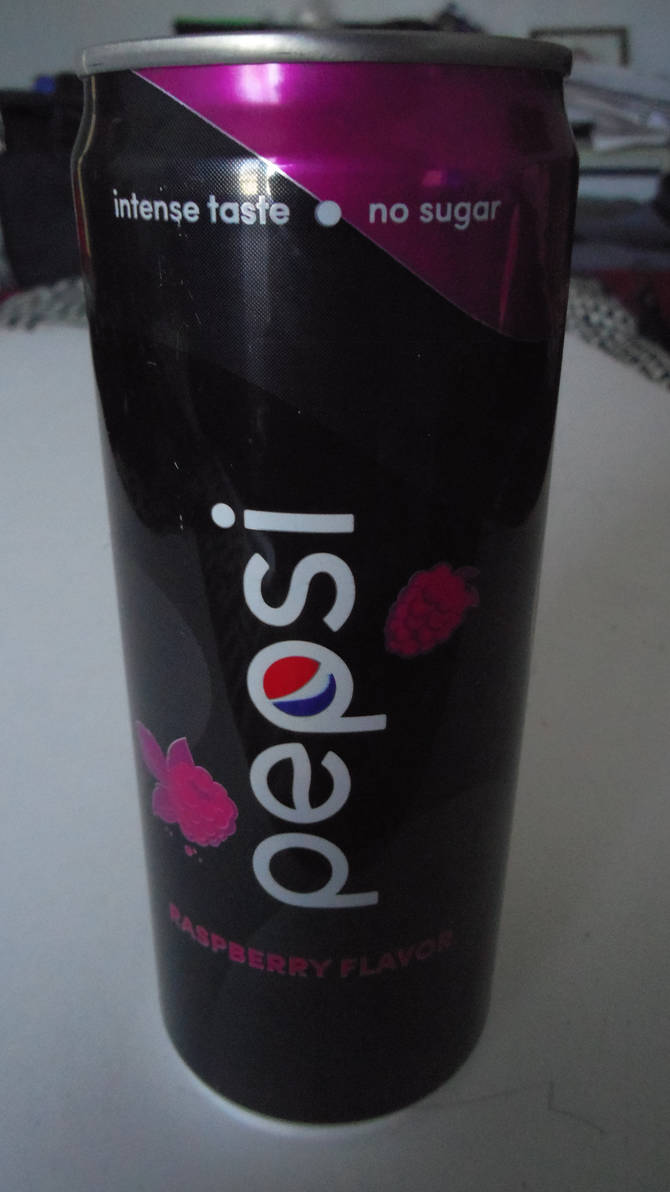 intense taste • no sugar
pepsi
RASPBERRY FLAVOR